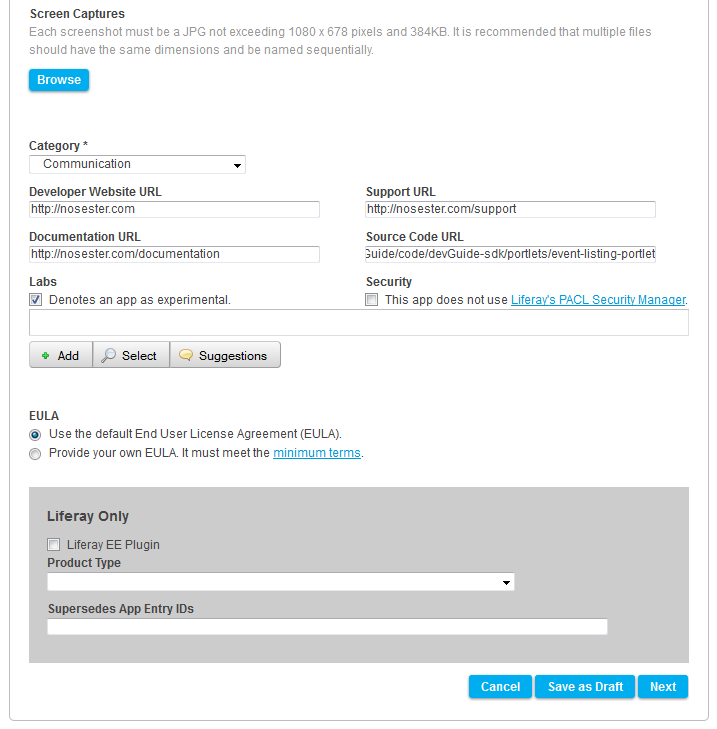 Screen Captures
Each screenshot must be a JPG not exceeding 1080 x 678 pixels and 384KB. It is recommended that multiple files
should have the same dimensions and be named sequentially.
Browse
Category *
Communication
Developer Website URL
Support URL
http://nosester.com
http://nosester.com/support
Documentation URL
Source Code URL
http://nosester.com/documentation
Guide/code/devGuide-sdk/portlets/event-listing-portlet
Labs
Security
Denotes an app as experimental.
This app does not use Liferay's PACL Security Manager.
Add
Select
Suggestions
EULA
Use the default End User License Agreement (EULA).
Provide your own EULA. It must meet the minimum terms.
Liferay Only
Liferay EE Plugin
Product Type
Supersedes App Entry IDs
Cancel
Save as Draft
Next